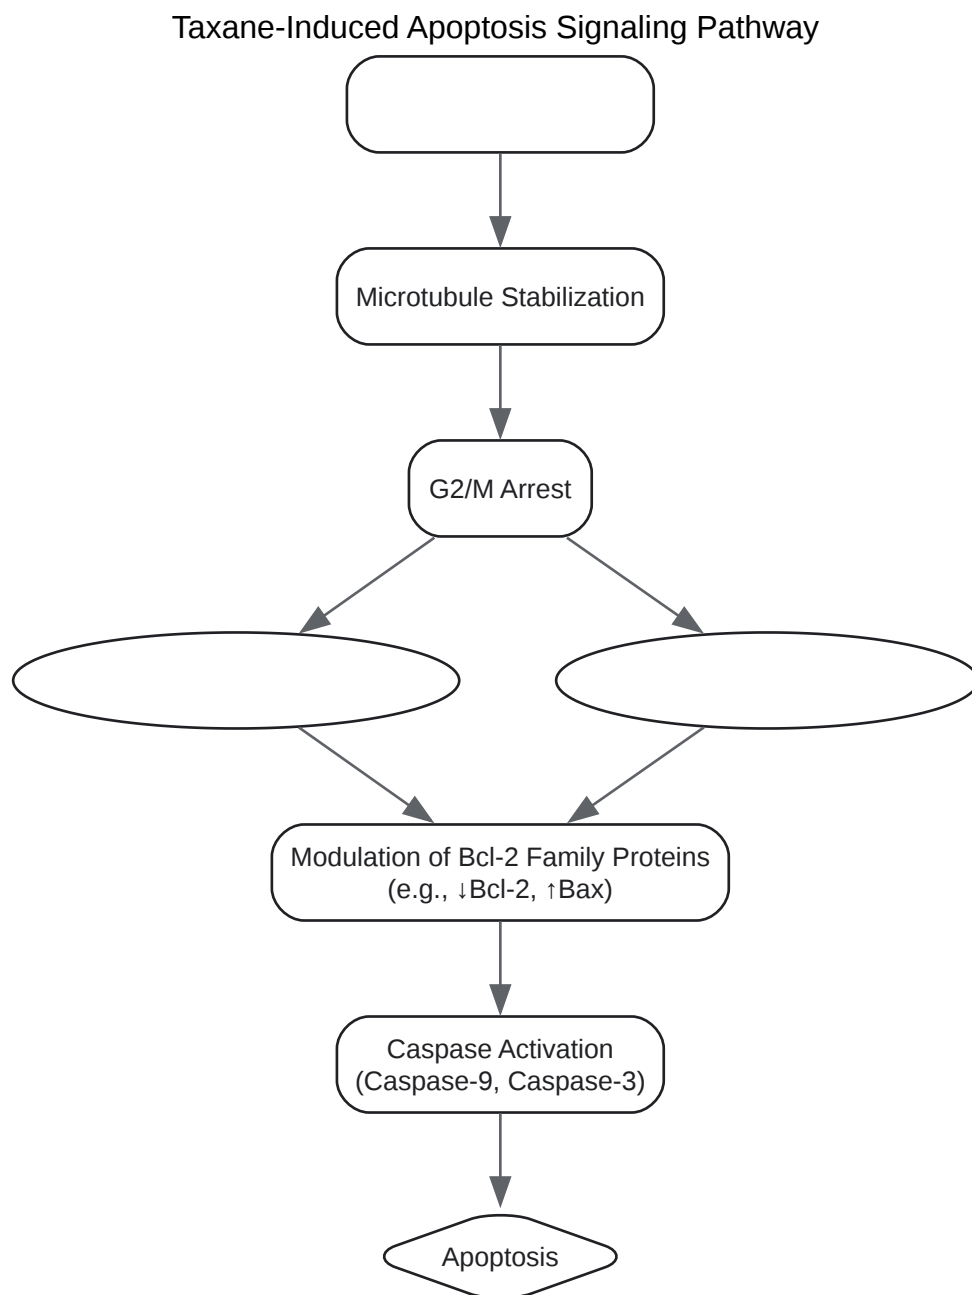 Taxane-Induced Apoptosis Signaling Pathway
Microtubule Stabilization
G2/M Arrest
Modulation of Bcl-2 Family Proteins
(e.g., ↓Bcl-2, ↑Bax)
Caspase Activation
(Caspase-9, Caspase-3)
Apoptosis